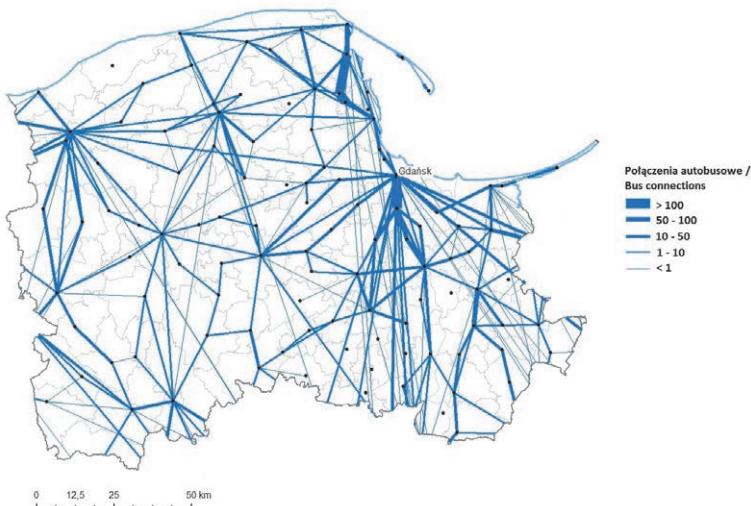 Gdańsk
Połączenia autobusowe /
Bus connections
> 100
50 - 100
10 - 50
1 - 10
< 1
0 12,5 25 50 km